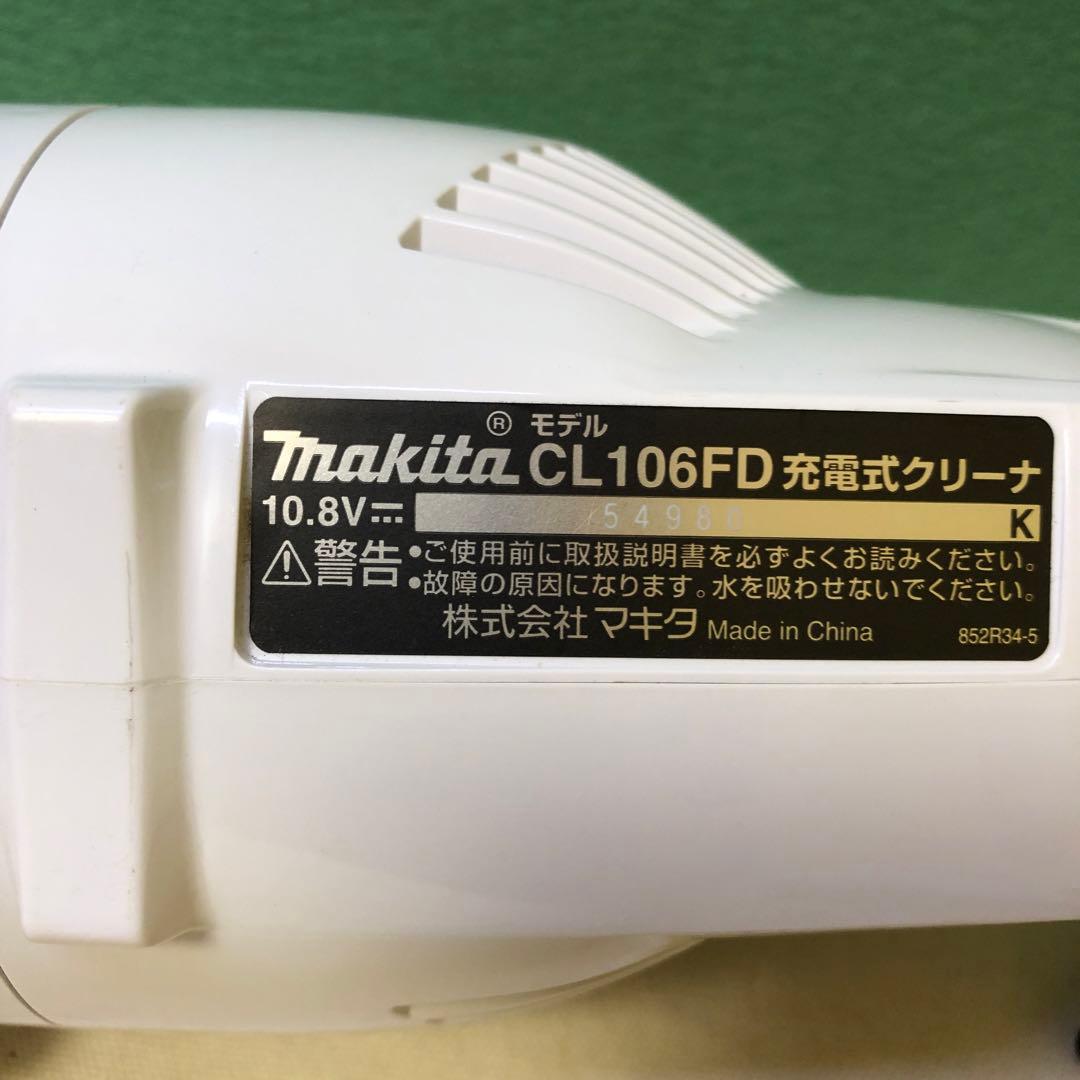 makita® モデル CL106FD 充電式クリーナ
10.8V⎓ 54980 K
⚠警告 •ご使用前に取扱説明書を必ずよくお読みください。
•故障の原因になります。水を吸わせないでください。
株式会社 マキタ Made in China 852R34-5